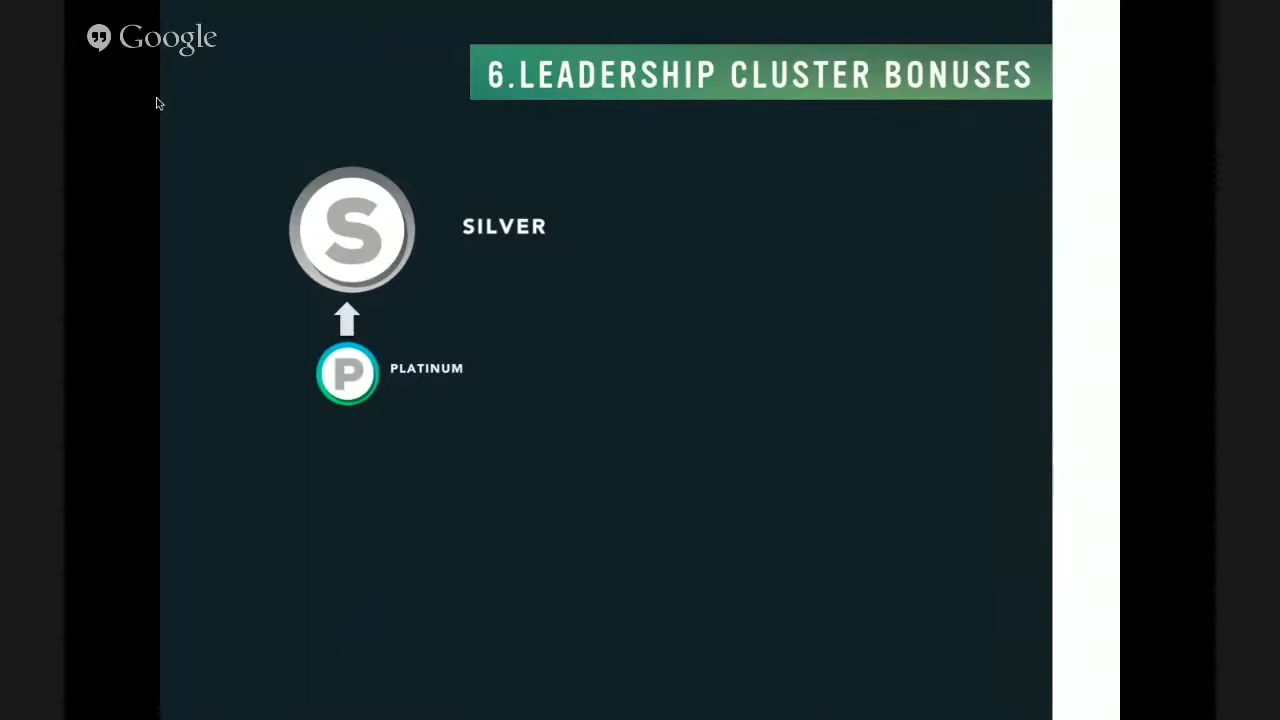 Google
6.LEADERSHIP CLUSTER BONUSES
S
SILVER
P
PLATINUM